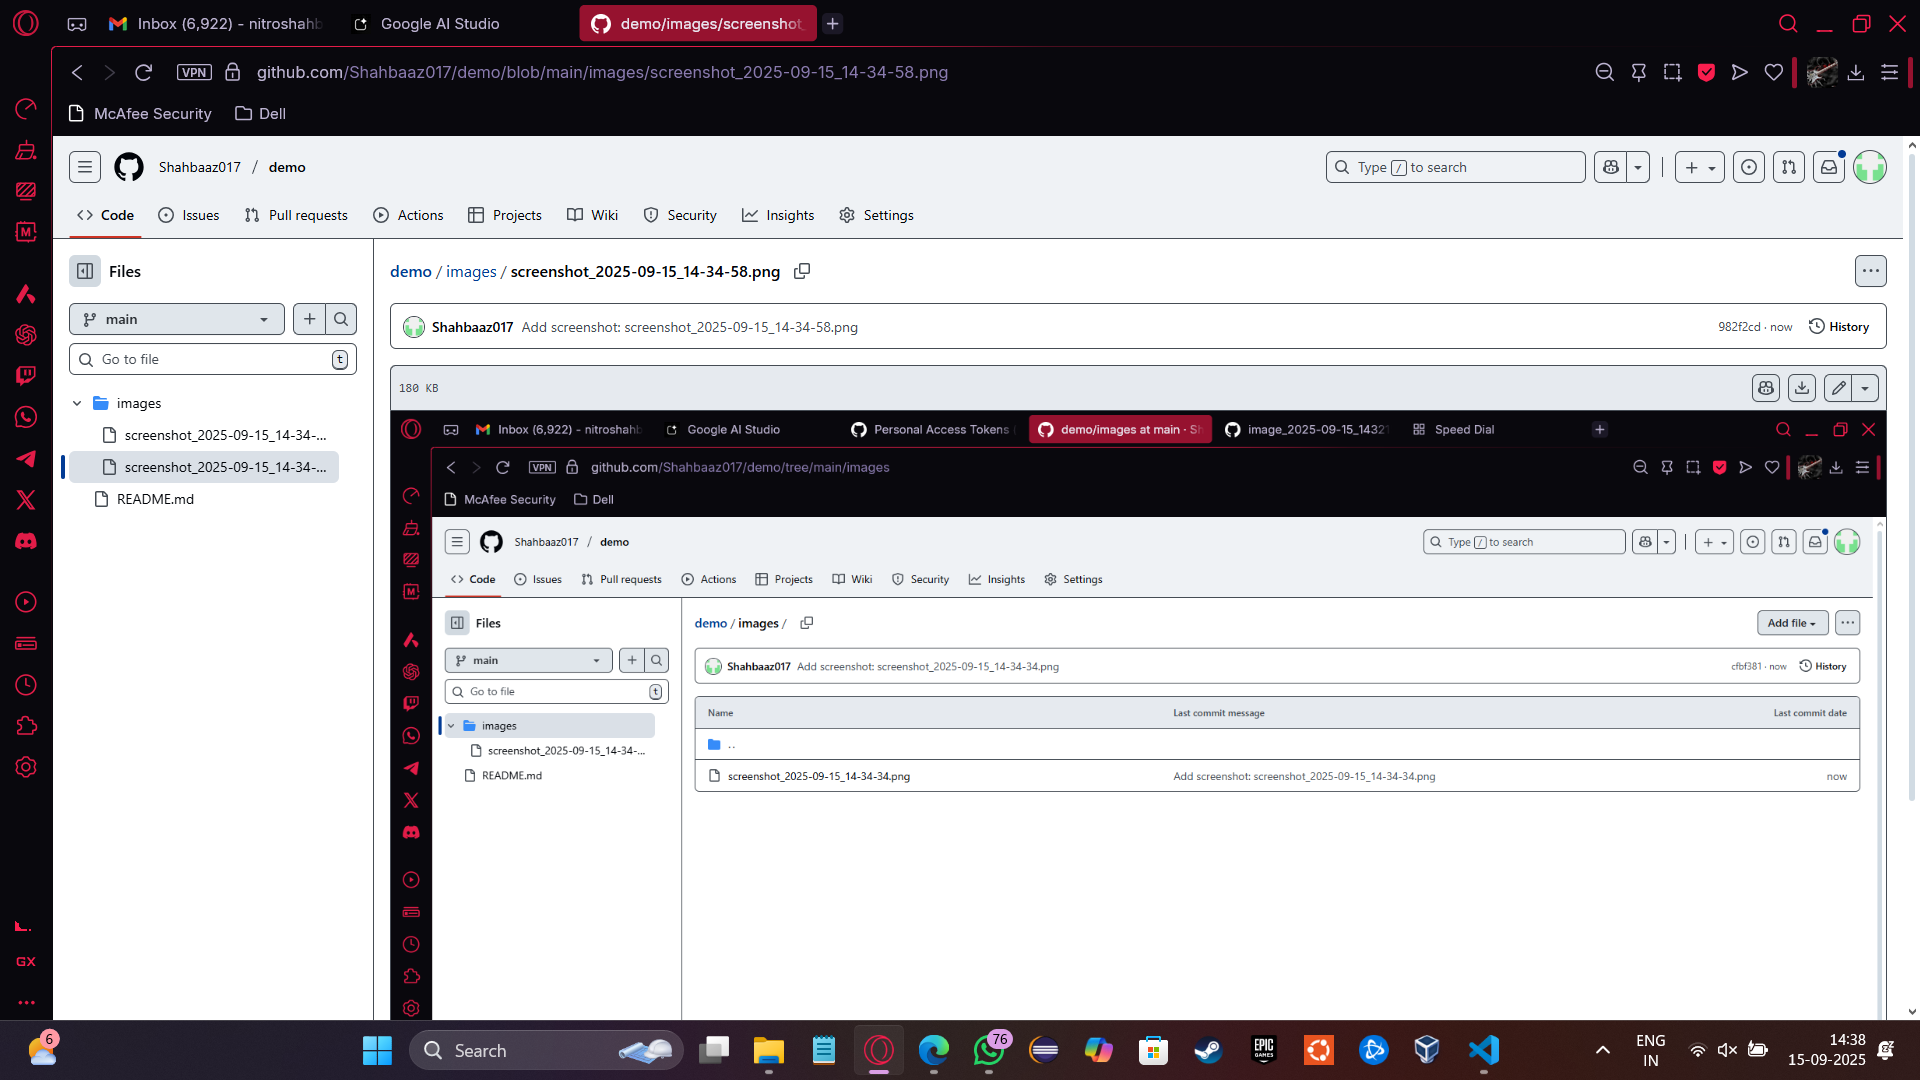 Inbox (6,922) - nitroshahb
Google AI Studio
demo/images/screenshot_
VPN
github.com/Shahbaaz017/demo/blob/main/images/screenshot_2025-09-15_14-34-58.png
McAfee Security
Dell
Shahbaaz017 / demo
Type / to search
Code
Issues
Pull requests
Actions
Projects
Wiki
Security
Insights
Settings
Files
main
Go to file
t
images
screenshot_2025-09-15_14-34-...
screenshot_2025-09-15_14-34-...
README.md
demo / images / screenshot_2025-09-15_14-34-58.png
Shahbaaz017 Add screenshot: screenshot_2025-09-15_14-34-58.png
982f2cd · now
History
180 KB
Inbox (6,922) - nitroshahb
Google AI Studio
Personal Access Tokens (
demo/images at main · Sh
image_2025-09-15_14321
Speed Dial
VPN
github.com/Shahbaaz017/demo/tree/main/images
McAfee Security
Dell
Shahbaaz017 / demo
Type / to search
Code
Issues
Pull requests
Actions
Projects
Wiki
Security
Insights
Settings
Files
main
Go to file
t
images
screenshot_2025-09-15_14-34-...
README.md
demo / images /
Add file
Shahbaaz017 Add screenshot: screenshot_2025-09-15_14-34-34.png
cfbf381 · now
History
Name
Last commit message
Last commit date
..
screenshot_2025-09-15_14-34-34.png
Add screenshot: screenshot_2025-09-15_14-34-34.png
now
M
M
GX
6
Search
76
EPIC GAMES
ENG
IN
14:38
15-09-2025